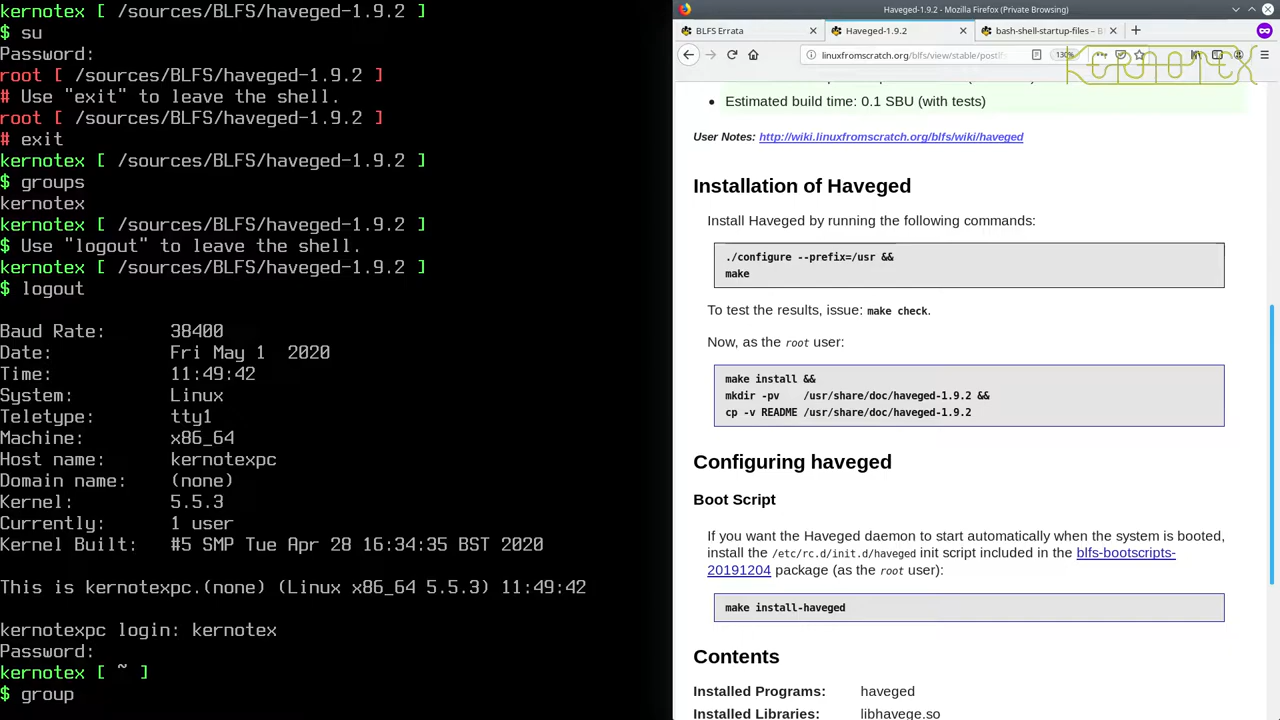 kernotex [ /sources/BLFS/haveged-1.9.2 ]
$ su
Password:
root [ /sources/BLFS/haveged-1.9.2 ]
# Use "exit" to leave the shell.
root [ /sources/BLFS/haveged-1.9.2 ]
# exit
kernotex [ /sources/BLFS/haveged-1.9.2 ]
$ groups
kernotex
kernotex [ /sources/BLFS/haveged-1.9.2 ]
$ Use "logout" to leave the shell.
kernotex [ /sources/BLFS/haveged-1.9.2 ]
$ logout
Baud Rate: 38400
Date: Fri May 1 2020
Time: 11:49:42
System: Linux
Teletype: tty1
Machine: x86_64
Host name: kernotexpc
Domain name: (none)
Kernel: 5.5.3
Currently: 1 user
Kernel Built: #5 SMP Tue Apr 28 16:34:35 BST 2020
This is kernotexpc.(none) (Linux x86_64 5.5.3) 11:49:42
kernotexpc login: kernotex
Password:
kernotex [ ~ ]
$ group
Haveged-1.9.2 - Mozilla Firefox (Private Browsing)
BLFS Errata
Haveged-1.9.2
bash-shell-startup-files – B
linuxfromscratch.org/blfs/view/stable/postlf
130%
KERNOTEX
• Estimated build time: 0.1 SBU (with tests)
User Notes: http://wiki.linuxfromscratch.org/blfs/wiki/haveged
Installation of Haveged
Install Haveged by running the following commands:
./configure --prefix=/usr &&
make
To test the results, issue: make check.
Now, as the root user:
make install &&
mkdir -pv /usr/share/doc/haveged-1.9.2 &&
cp -v README /usr/share/doc/haveged-1.9.2
Configuring haveged
Boot Script
If you want the Haveged daemon to start automatically when the system is booted,
install the /etc/rc.d/init.d/haveged init script included in the blfs-bootscripts-
20191204 package (as the root user):
make install-haveged
Contents
Installed Programs: haveged
Installed Libraries: libhavege.so